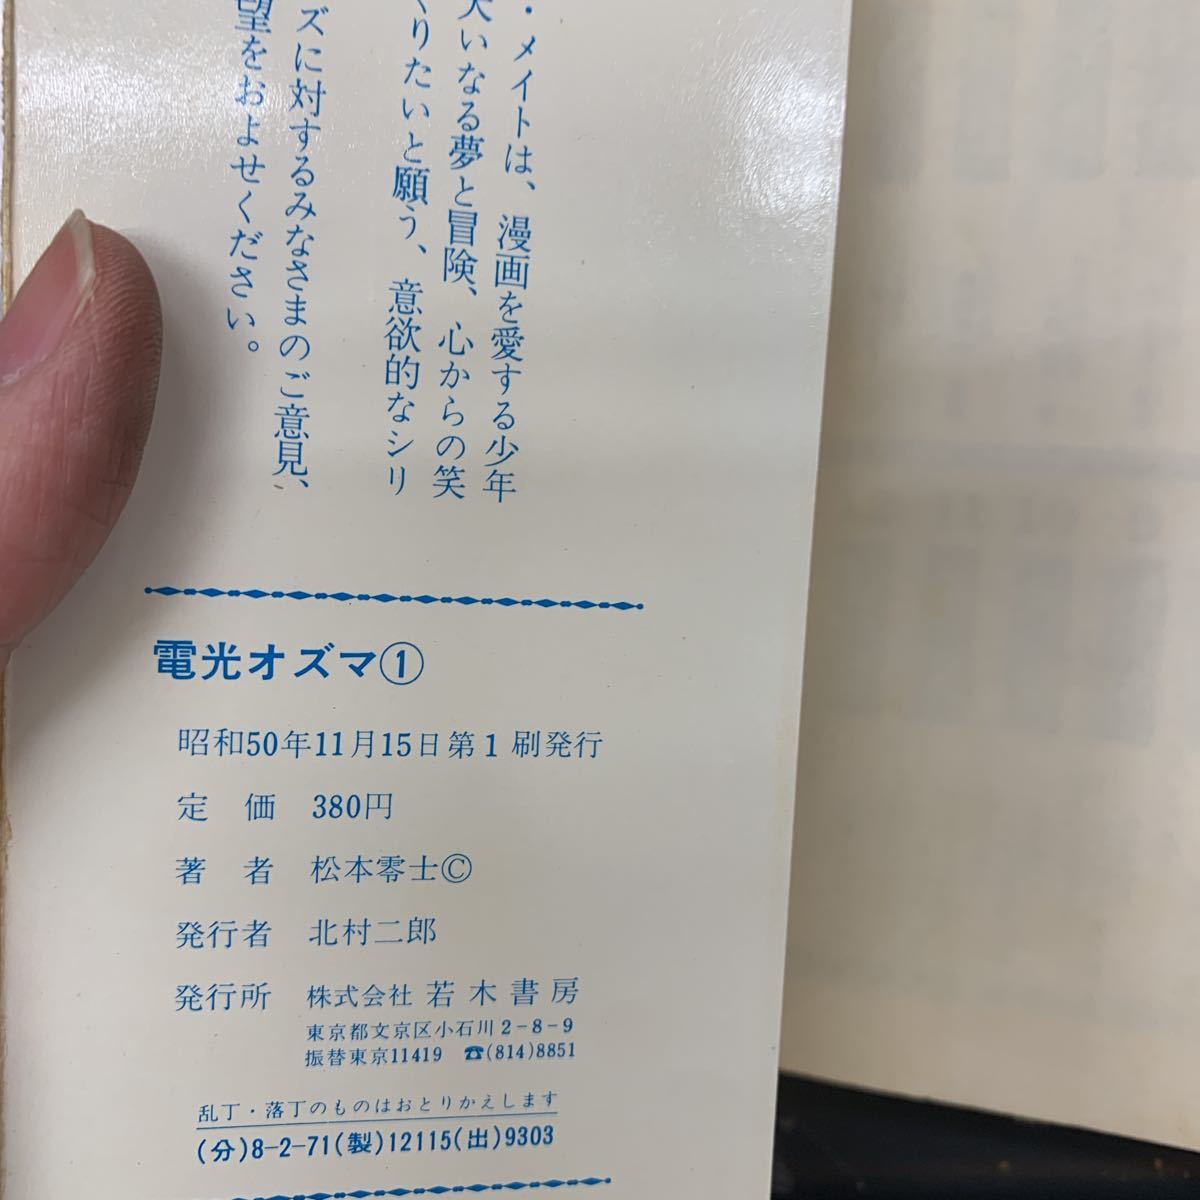 ・メイトは、漫画を愛する少年
大いなる夢と冒険、心からの笑
くりたいと願う、意欲的なシリ
ズに対するみなさまのご意見、
望をおよせください。
電光オズマ①
昭和50年11月15日第1刷発行
定　価　380円
著　者　松本零士Ⓒ
発行者　北村二郎
発行所　株式会社 若木書房
東京都文京区小石川2-8-9
振替東京11419　☎(814)8851
乱丁・落丁のものはおとりかえします
(分)8-2-71(製)12115(出)9303